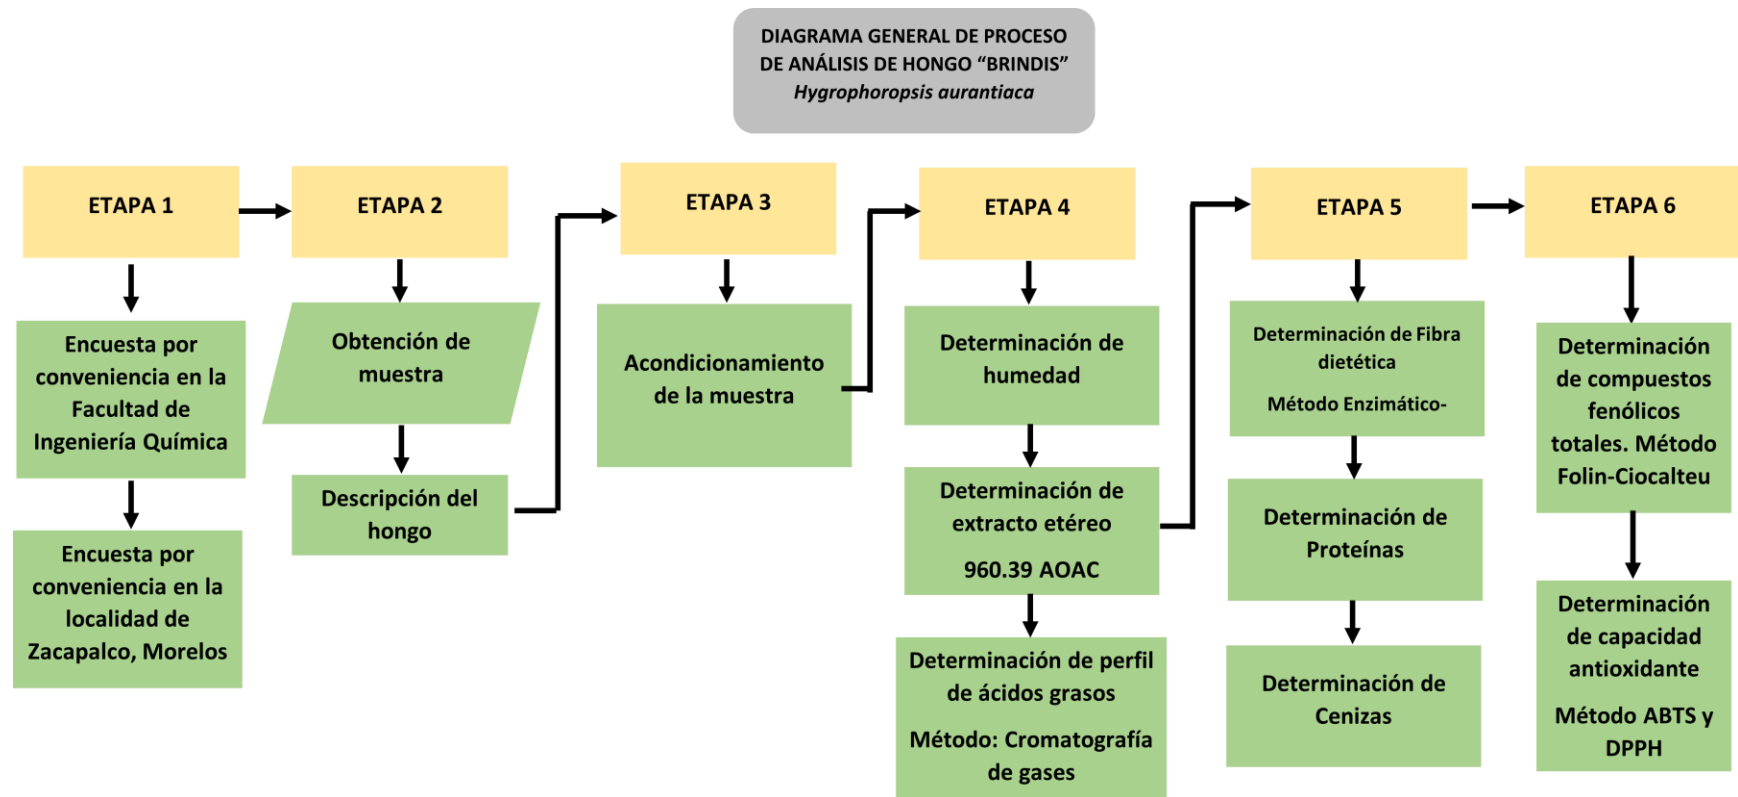 DIAGRAMA GENERAL DE PROCESO
DE ANÁLISIS DE HONGO “BRINDIS”
Hygrophoropsis aurantiaca
ETAPA 1
Encuesta por
conveniencia en la
Facultad de
Ingeniería Química
Encuesta por
conveniencia en la
localidad de
Zacapalco, Morelos
ETAPA 2
Obtención de
muestra
Descripción del
hongo
ETAPA 3
Acondicionamiento
de la muestra
ETAPA 4
Determinación de
humedad
Determinación de
extracto etéreo
960.39 AOAC
Determinación de perfil
de ácidos grasos
Método: Cromatografía
de gases
ETAPA 5
Determinación de Fibra
dietética
Método Enzimático-
Determinación de
Proteínas
Determinación de
Cenizas
ETAPA 6
Determinación
de compuestos
fenólicos
totales. Método
Folin-Ciocalteu
Determinación
de capacidad
antioxidante
Método ABTS y
DPPH